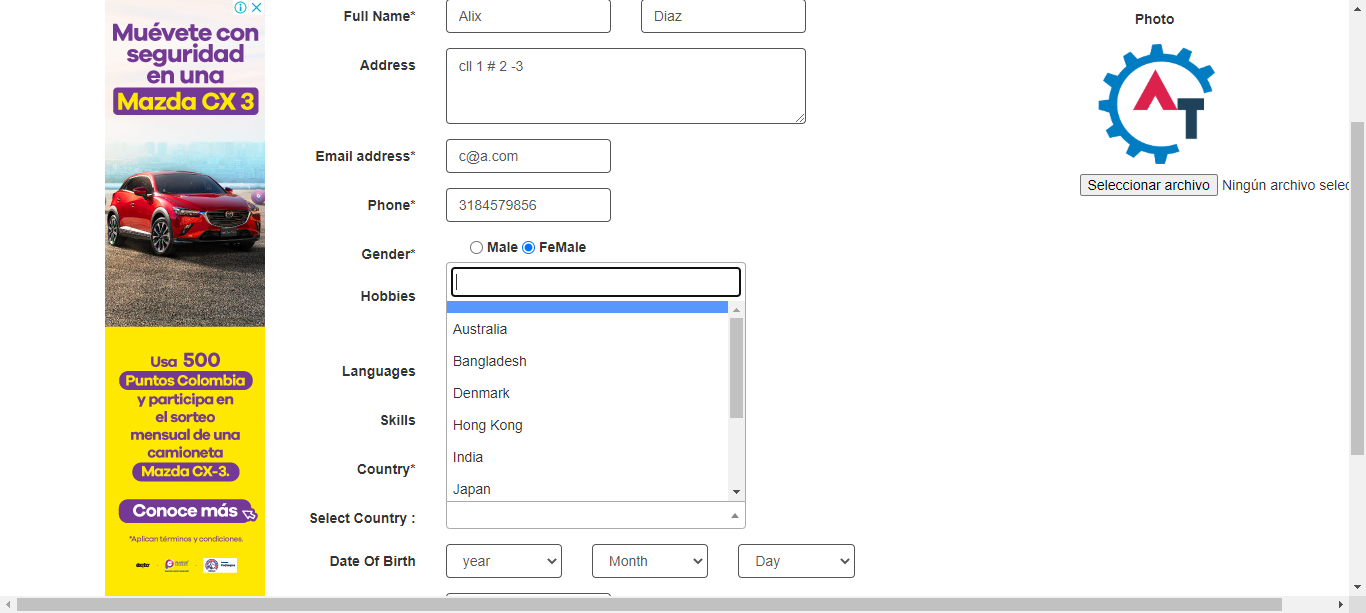 Muévete con
seguridad
en una
Mazda CX 3
Usa 500
Puntos Colombia
y participa en
el sorteo
mensual de una
camioneta
Mazda CX-3.
Conoce más
*Aplican términos y condiciones.
Full Name*
Alix
Diaz
Address
cll 1 # 2 -3
Email address*
c@a.com
Phone*
3184579856
Gender*
Male
FeMale
Hobbies
Languages
Skills
Country*
Australia
Bangladesh
Denmark
Hong Kong
India
Japan
Select Country :
Date Of Birth
year
Month
Day
Photo
AT
Seleccionar archivo
Ningún archivo selec